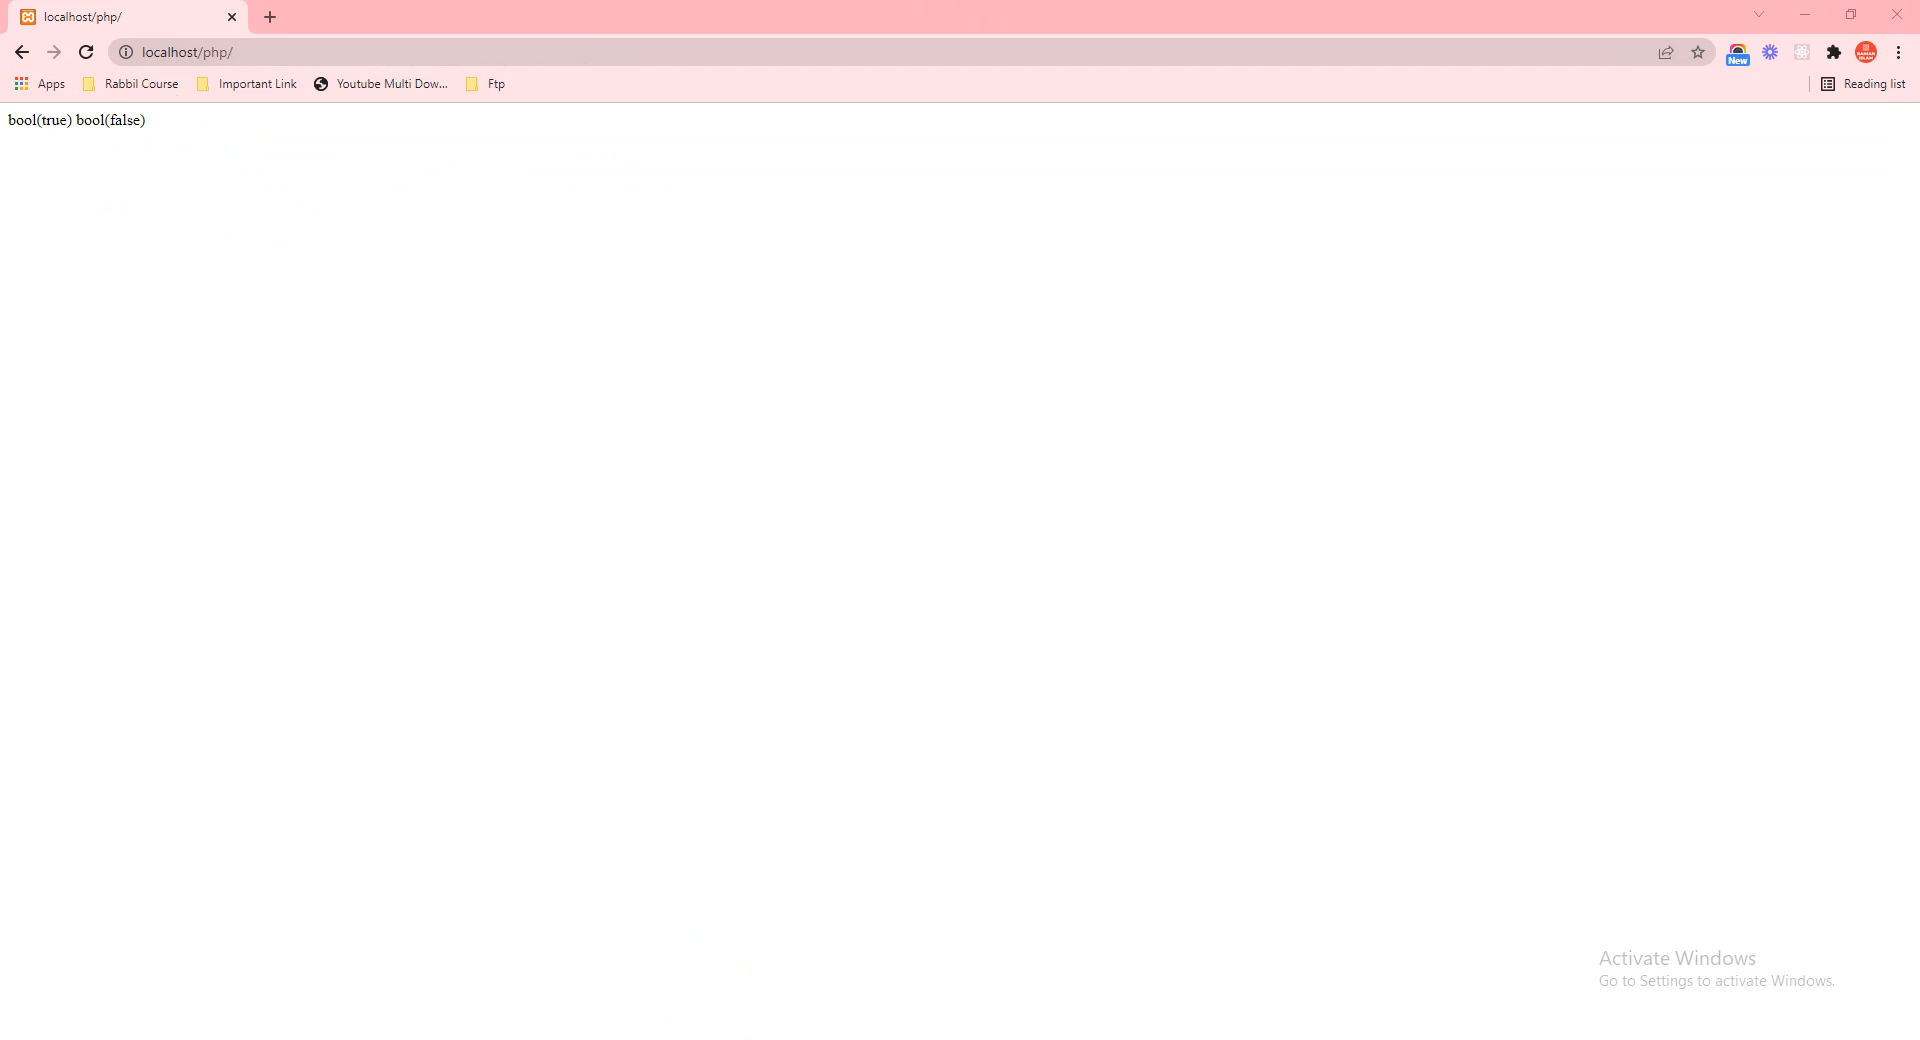 localhost/php/
localhost/php/
New
Apps
Rabbil Course
Important Link
Youtube Multi Dow...
Ftp
Reading list
bool(true) bool(false)
Activate Windows
Go to Settings to activate Windows.